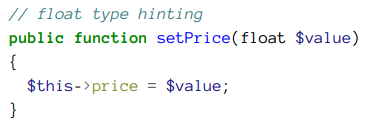 // float type hinting
public function setPrice(float $value)
{
  $this->price = $value;
}